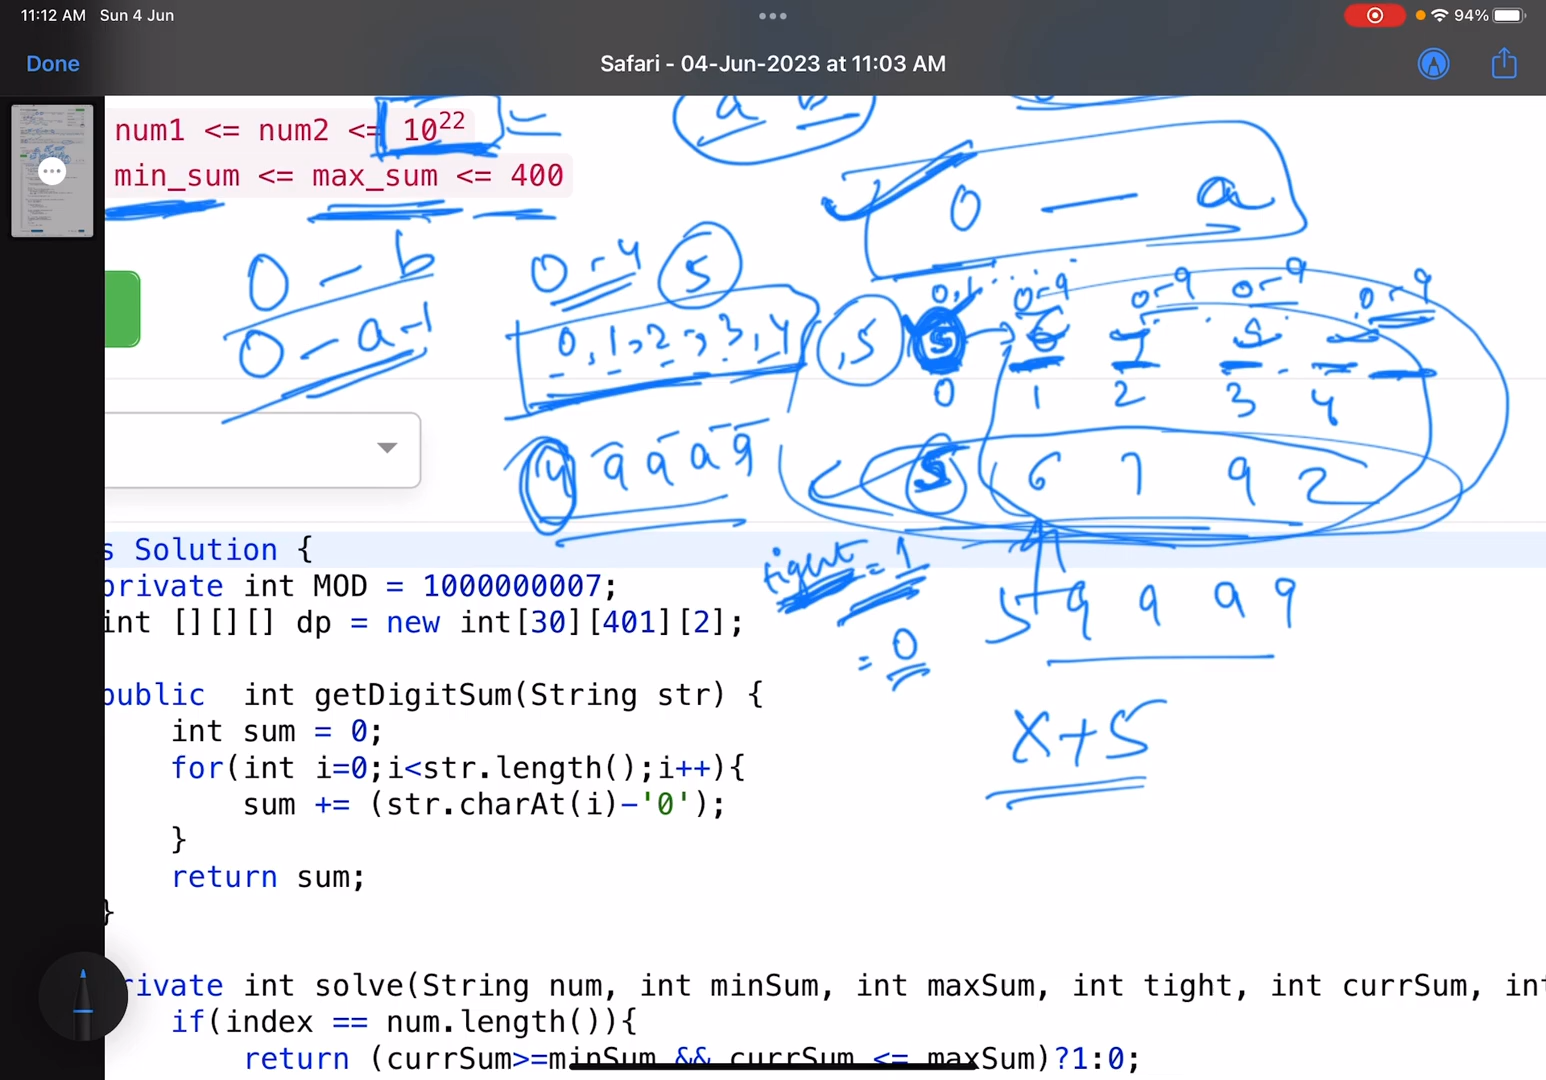 11:12 AM Sun 4 Jun
94%
Done
Safari - 04-Jun-2023 at 11:03 AM
num1 <= num2 <= 10²²
min_sum <= max_sum <= 400
a b
0 — a
0 - b
0 - a-1
0 - 4 5
0, 1, 2, 3, 4, 5
0,1.. 0-9 0-9 0-9 0-9
5
0 1 2 3 4
4 9 9 9 9
5 6 7 9 2
tight = 1
= 0
5 9 9 9 9
x+5
s Solution {
private int MOD = 1000000007;
int [][][] dp = new int[30][401][2];
public int getDigitSum(String str) {
int sum = 0;
for(int i=0;i<str.length();i++){
sum += (str.charAt(i)-'0');
}
return sum;
}
rivate int solve(String num, int minSum, int maxSum, int tight, int currSum, in
if(index == num.length()){
return (currSum>=minSum && currSum <= maxSum)?1:0;